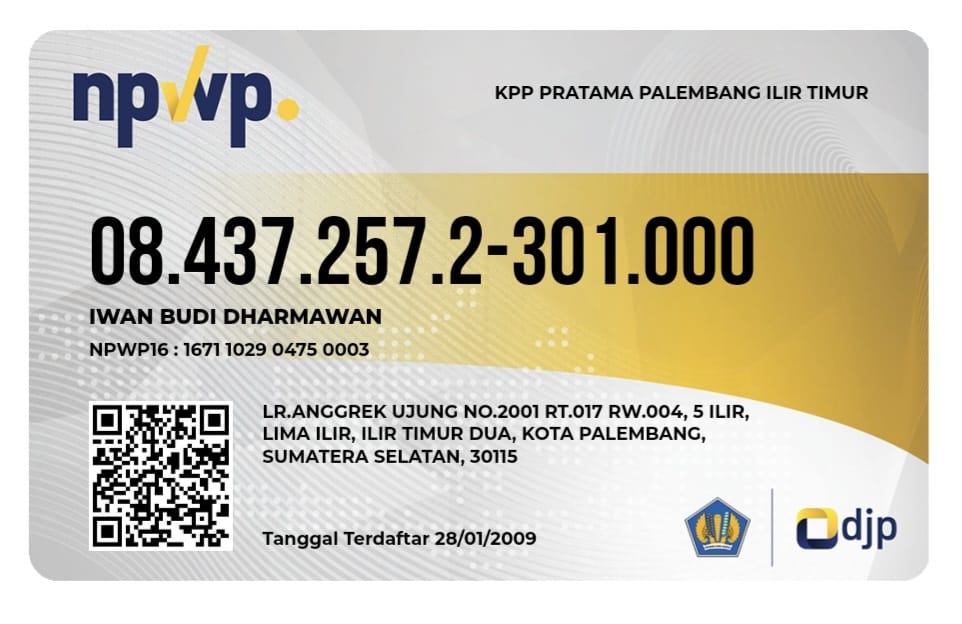 npwp.
KPP PRATAMA PALEMBANG ILIR TIMUR
08.437.257.2-301.000
IWAN BUDI DHARMAWAN
NPWP16 : 1671 1029 0475 0003
LR.ANGGREK UJUNG NO.2001 RT.017 RW.004, 5 ILIR,
LIMA ILIR, ILIR TIMUR DUA, KOTA PALEMBANG,
SUMATERA SELATAN, 30115
Tanggal Terdaftar 28/01/2009
djp